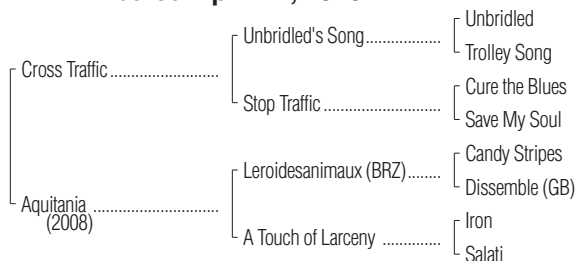 Unbridled
Unbridled's Song
Trolley Song
Cross Traffic
Cure the Blues
Stop Traffic
Save My Soul
Candy Stripes
Leroidesanimaux (BRZ)
Dissemble (GB)
Aquitania
(2008)
Iron
A Touch of Larceny
Salati